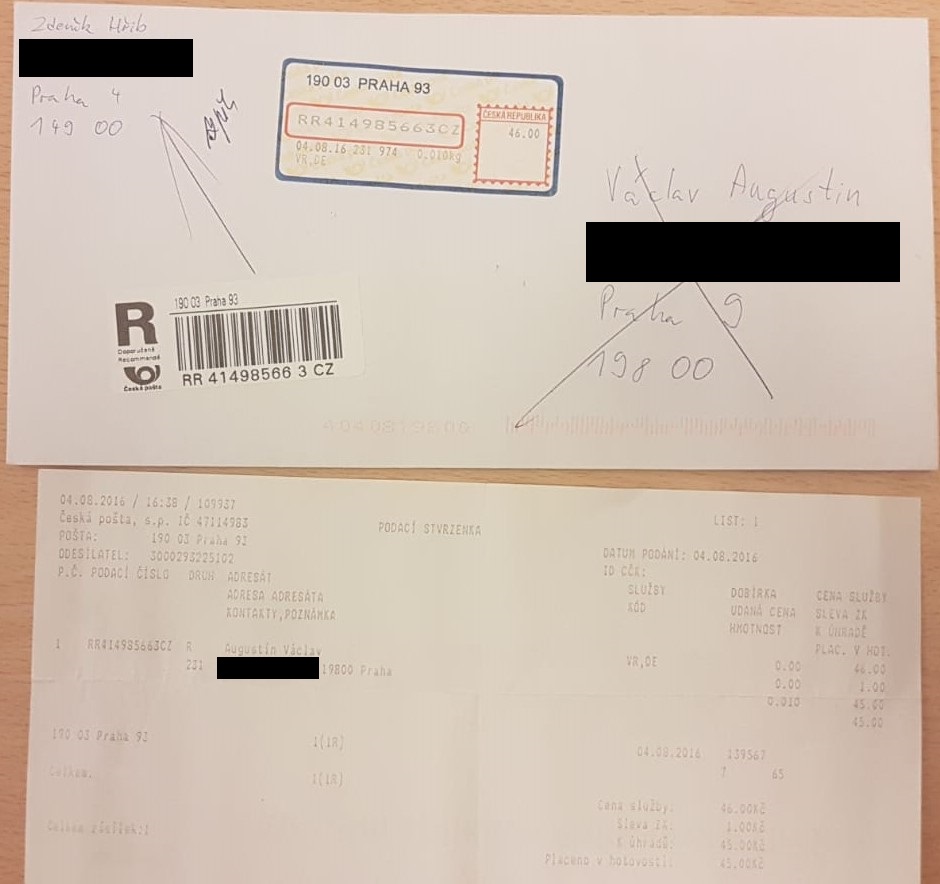 Zdeněk Hřib
Praha 4
149 00
zpět
190 03 PRAHA 93
RR414985663CZ
04.08.16 231 974 0.010kg
VR,DE
ČESKÁ REPUBLIKA
46.00
Václav Augustin
Praha 9
198 00
R
Doporučeně
Recommandé
Česká pošta
190 03 Praha 93
RR 41498566 3 CZ
4040819806
04.08.2016 / 16:38 / 109937
Česká pošta, s.p. IČ 47114983
PODACÍ STVRZENKA
LIST: 1
POŠTA: 190 03 Praha 93
ODESÍLATEL: 3000293225102
DATUM PODÁNÍ: 04.08.2016
ID CČK:
P.Č. PODACÍ ČÍSLO DRUH ADRESÁT
ADRESA ADRESÁTA
KONTAKTY,POZNÁMKA
SLUŽBY DOBÍRKA CENA SLUŽBY
KÓD UDANÁ CENA SLEVA ZK
HMOTNOST K ÚHRADĚ
PLAC. V HOT.
1 RR414985663CZ R Augustin Václav
231 19800 Praha
VR,DE 0.00 46.00
0.00 1.00
0.010 45.00
45.00
190 03 Praha 93 1(1R)
04.08.2016 139567
7 65
Celkem: 1(1R)
Cena služby: 46.00Kč
Sleva ZK: 1.00Kč
K úhradě: 45.00Kč
Placeno v hotovosti: 45.00Kč